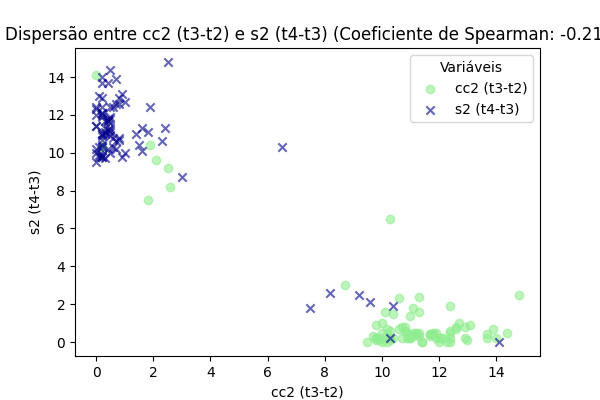 Dispersão entre cc2 (t3-t2) e s2 (t4-t3) (Coeficiente de Spearman: -0.21
Variáveis
cc2 (t3-t2)
s2 (t4-t3)
s2 (t4-t3)
14
12
10
8
6
4
2
0
0 2 4 6 8 10 12 14
cc2 (t3-t2)